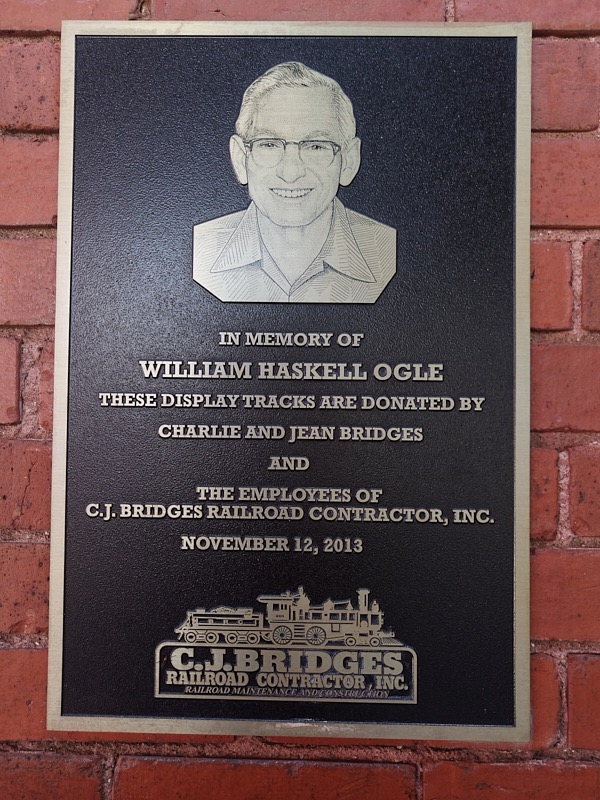 IN MEMORY OF
WILLIAM HASKELL OGLE
THESE DISPLAY TRACKS ARE DONATED BY
CHARLIE AND JEAN BRIDGES
AND
THE EMPLOYEES OF
C.J. BRIDGES RAILROAD CONTRACTOR, INC.
NOVEMBER 12, 2013
C.J. BRIDGES
RAILROAD CONTRACTOR, INC.
RAILROAD MAINTENANCE AND CONSTRUCTION